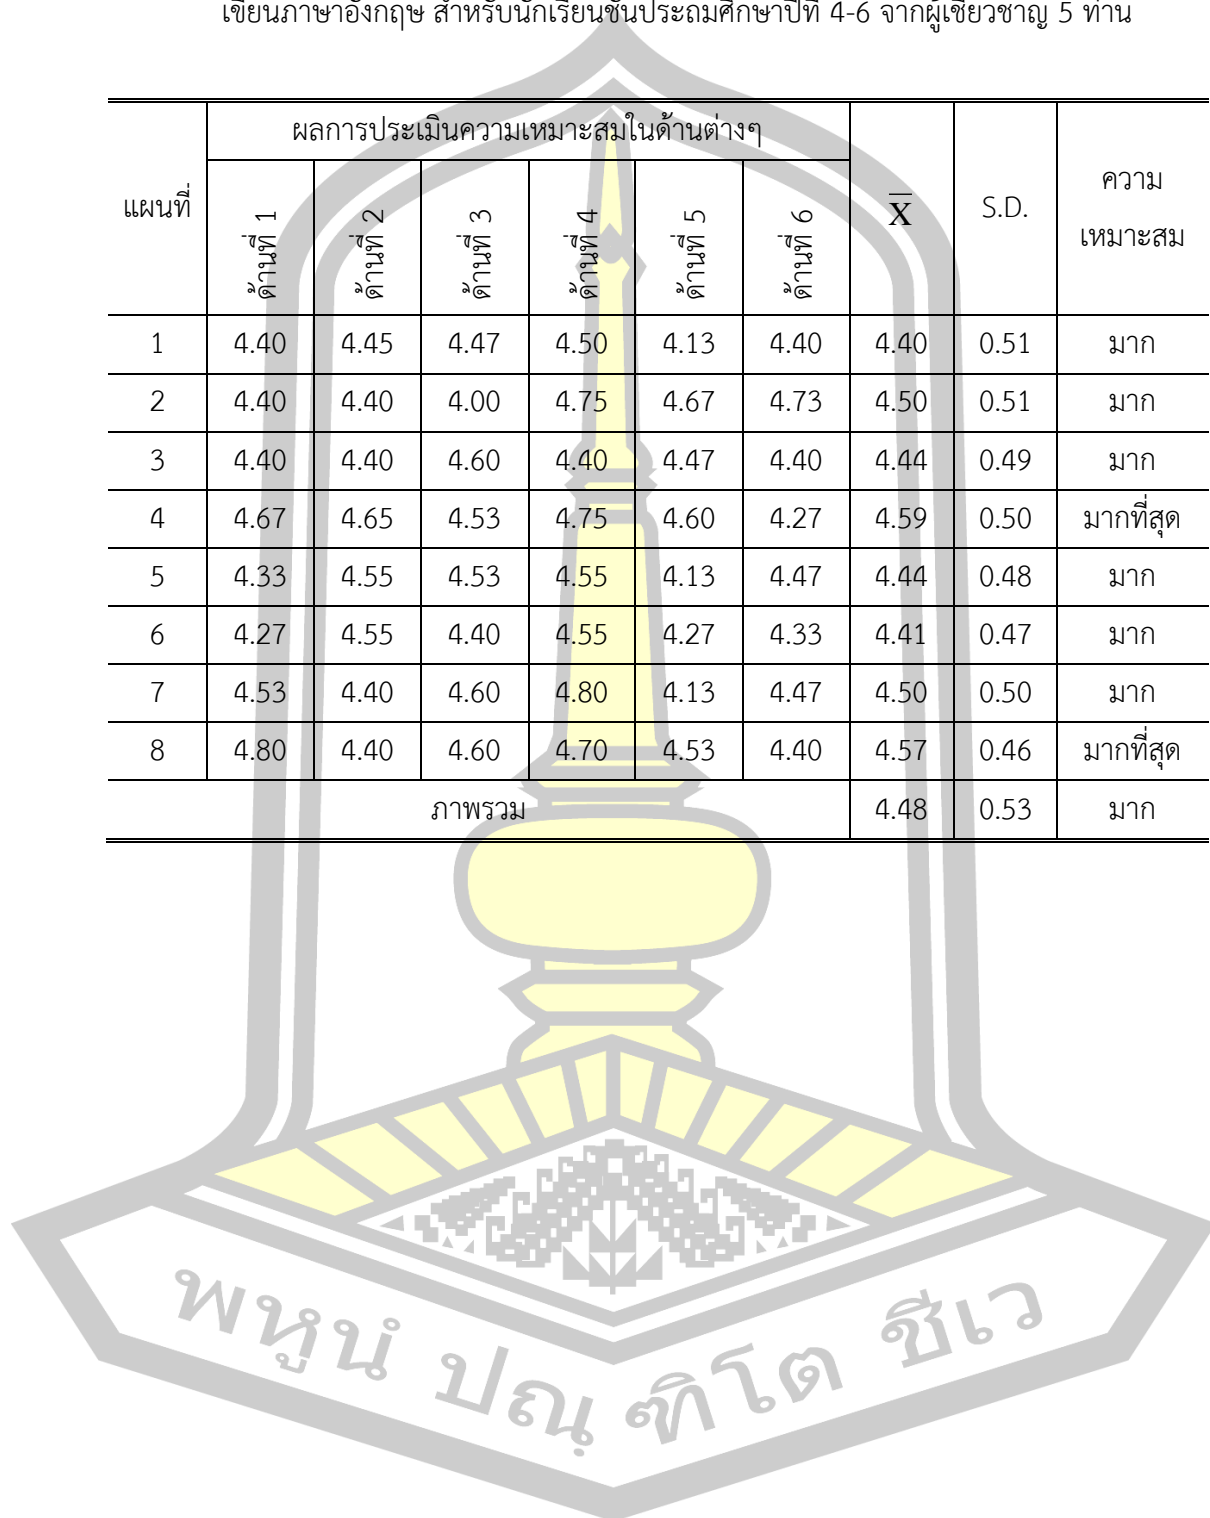 เขียนภาษาอังกฤษ สำหรับนักเรียนชั้นประถมศึกษาปีที่ 4-6 จากผู้เชี่ยวชาญ 5 ท่าน
แผนที่ ผลการประเมินความเหมาะสมในด้านต่างๆ X̿ S.D. ความ
เหมาะสม
ด้านที่ 1 ด้านที่ 2 ด้านที่ 3 ด้านที่ 4 ด้านที่ 5 ด้านที่ 6
1 4.40 4.45 4.47 4.50 4.13 4.40 4.40 0.51 มาก
2 4.40 4.40 4.00 4.75 4.67 4.73 4.50 0.51 มาก
3 4.40 4.40 4.60 4.40 4.47 4.40 4.44 0.49 มาก
4 4.67 4.65 4.53 4.75 4.60 4.27 4.59 0.50 มากที่สุด
5 4.33 4.55 4.53 4.55 4.13 4.47 4.44 0.48 มาก
6 4.27 4.55 4.40 4.55 4.27 4.33 4.41 0.47 มาก
7 4.53 4.40 4.60 4.80 4.13 4.47 4.50 0.50 มาก
8 4.80 4.40 4.60 4.70 4.53 4.40 4.57 0.46 มากที่สุด
ภาพรวม 4.48 0.53 มาก
พหูนํ ปณฺฑิโต ชีเว